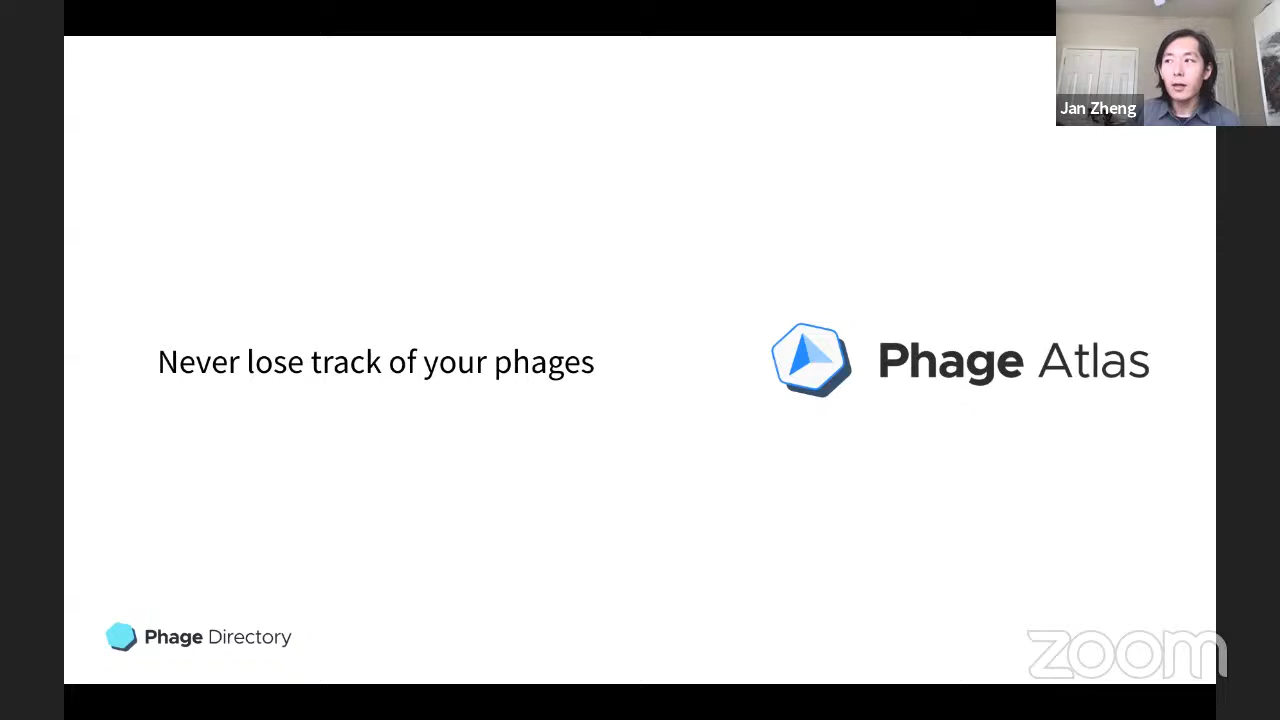 Jan Zheng
Never lose track of your phages
Phage Atlas
Phage Directory
zoom